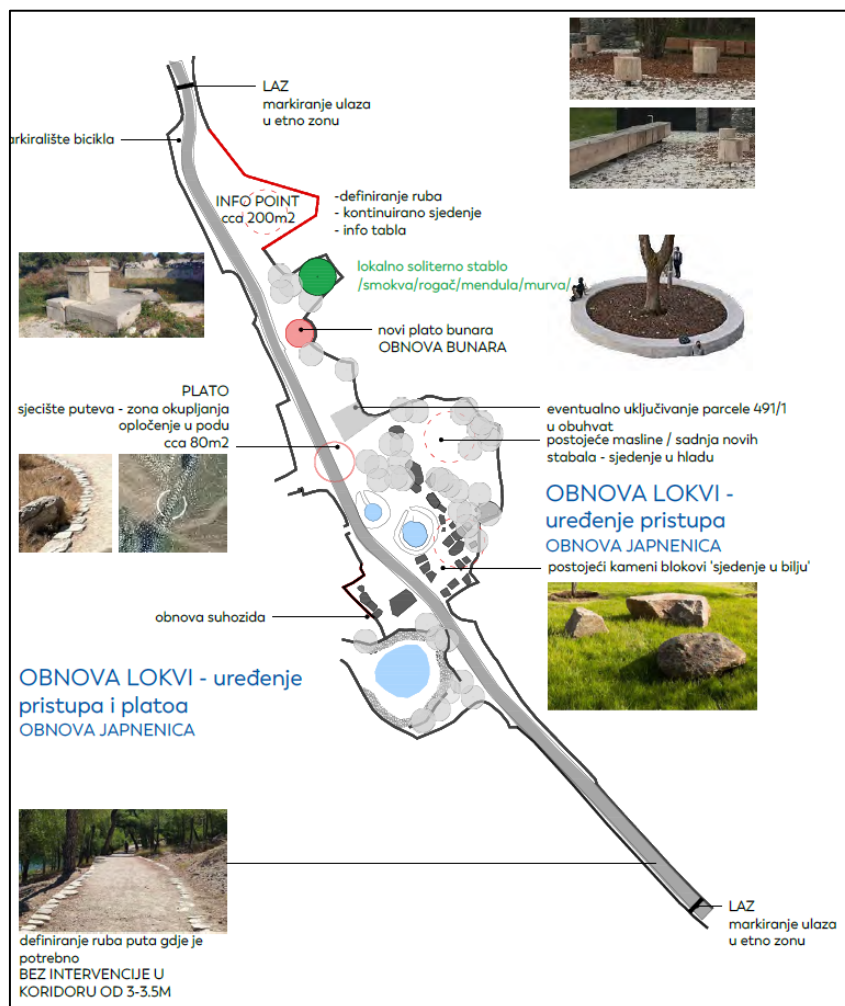 LAZ
markiranje ulaza
u etno zonu
arkiralište bicikla
INFO POINT
cca 200m2
-definiranje ruba
- kontinuirano sjedenje
- info tabla
lokalno soliterno stablo
/smokva/rogač/mendula/murva/
novi plato bunara
OBNOVA BUNARA
PLATO
sjecište puteva - zona okupljanja
opločenje u podu
cca 80m2
eventualno uključivanje parcele 491/1
u obuhvat
postojeće masline / sadnja novih
stabala - sjedenje u hladu
OBNOVA LOKVI -
uređenje pristupa
OBNOVA JAPNENICA
postojeći kameni blokovi 'sjedenje u bilju'
obnova suhozida
OBNOVA LOKVI - uređenje
pristupa i platoa
OBNOVA JAPNENICA
definiranje ruba puta gdje je
potrebno
BEZ INTERVENCIJE U
KORIDORU OD 3-3.5M
LAZ
markiranje ulaza
u etno zonu